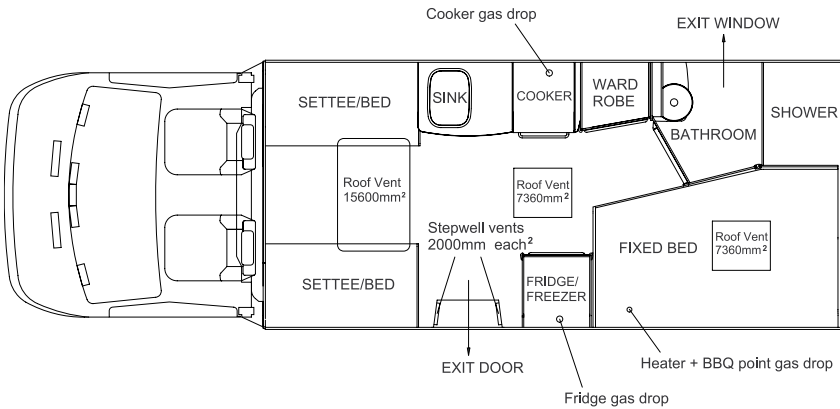 Cooker gas drop
EXIT WINDOW
SETTEE/BED
SINK
COOKER
WARD
ROBE
BATHROOM
SHOWER
Roof Vent
15600mm²
Roof Vent
7360mm²
Stepwell vents
2000mm each²
FIXED BED
Roof Vent
7360mm²
SETTEE/BED
FRIDGE/
FREEZER
EXIT DOOR
Heater + BBQ point gas drop
Fridge gas drop